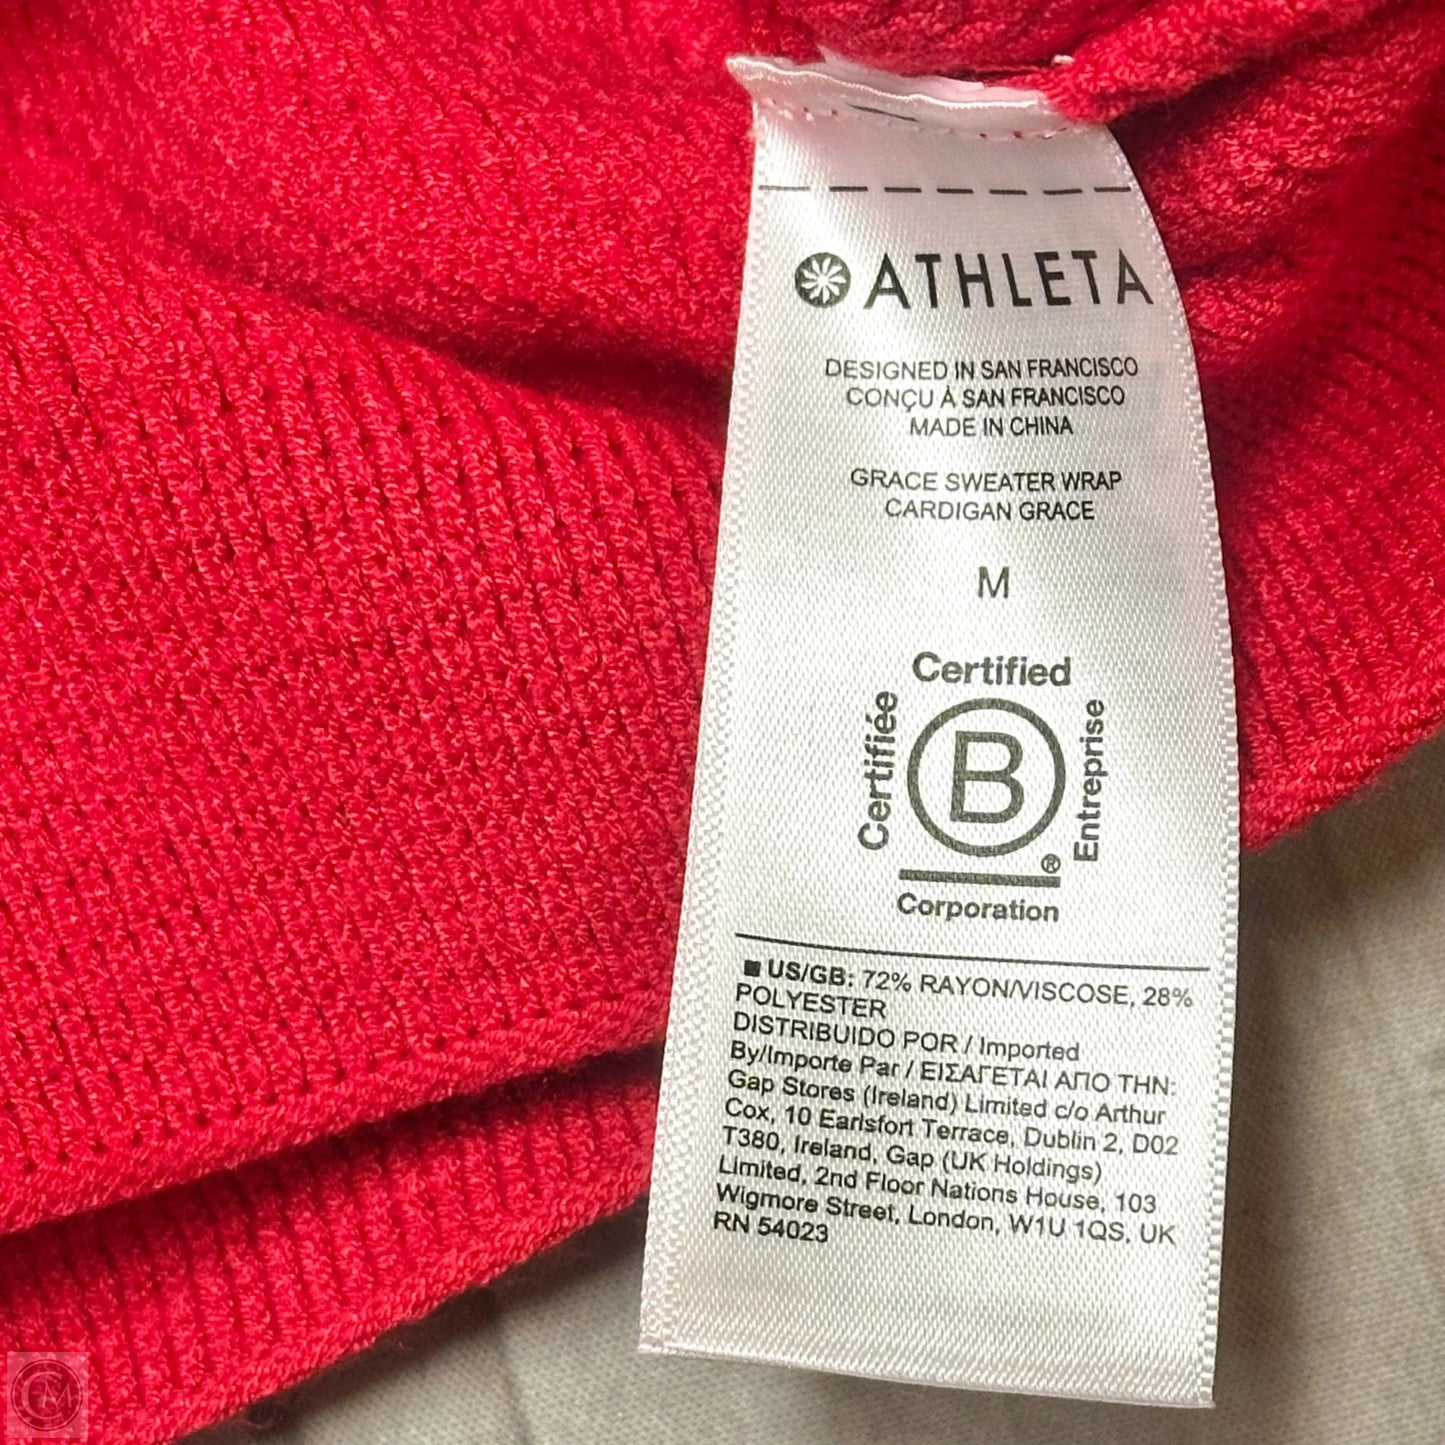 ATHLETA
DESIGNED IN SAN FRANCISCO
CONÇU À SAN FRANCISCO
MADE IN CHINA
GRACE SWEATER WRAP
CARDIGAN GRACE
M
Certified
Certifiée
B
®
Entreprise
Corporation
■ US/GB: 72% RAYON/VISCOSE, 28%
POLYESTER
DISTRIBUIDO POR / Imported
By/Importe Par / ΕΙΣΑΓΕΤΑΙ ΑΠΟ ΤΗΝ:
Gap Stores (Ireland) Limited c/o Arthur
Cox, 10 Earlsfort Terrace, Dublin 2, D02
T380, Ireland, Gap (UK Holdings)
Limited, 2nd Floor Nations House, 103
Wigmore Street, London, W1U 1QS, UK
RN 54023